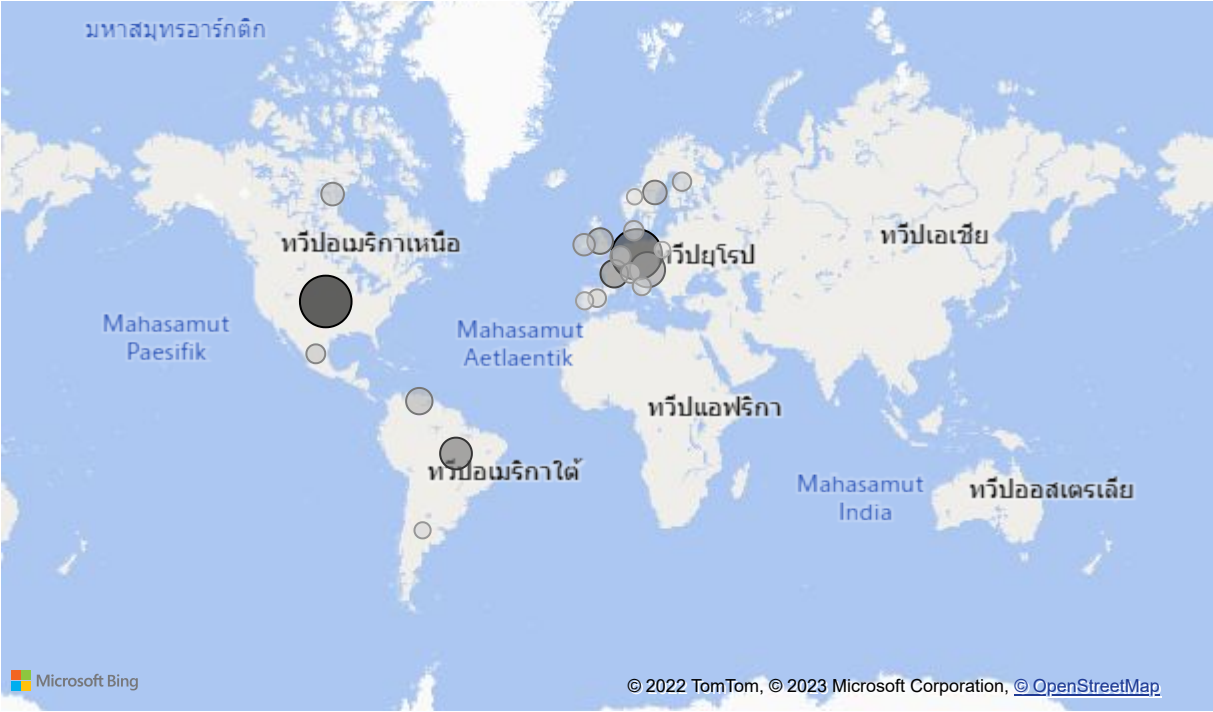 มหาสมุทรอาร์กติก
ทวีปอเมริกาเหนือ
ทวีปยุโรป
ทวีปเอเชีย
Mahasamut
Paesifik
Mahasamut
Aetlaentik
ทวีปแอฟริกา
ทวีปอเมริกาใต้
Mahasamut
India
ทวีปออสเตรเลีย
Microsoft Bing
© 2022 TomTom, © 2023 Microsoft Corporation, © OpenStreetMap